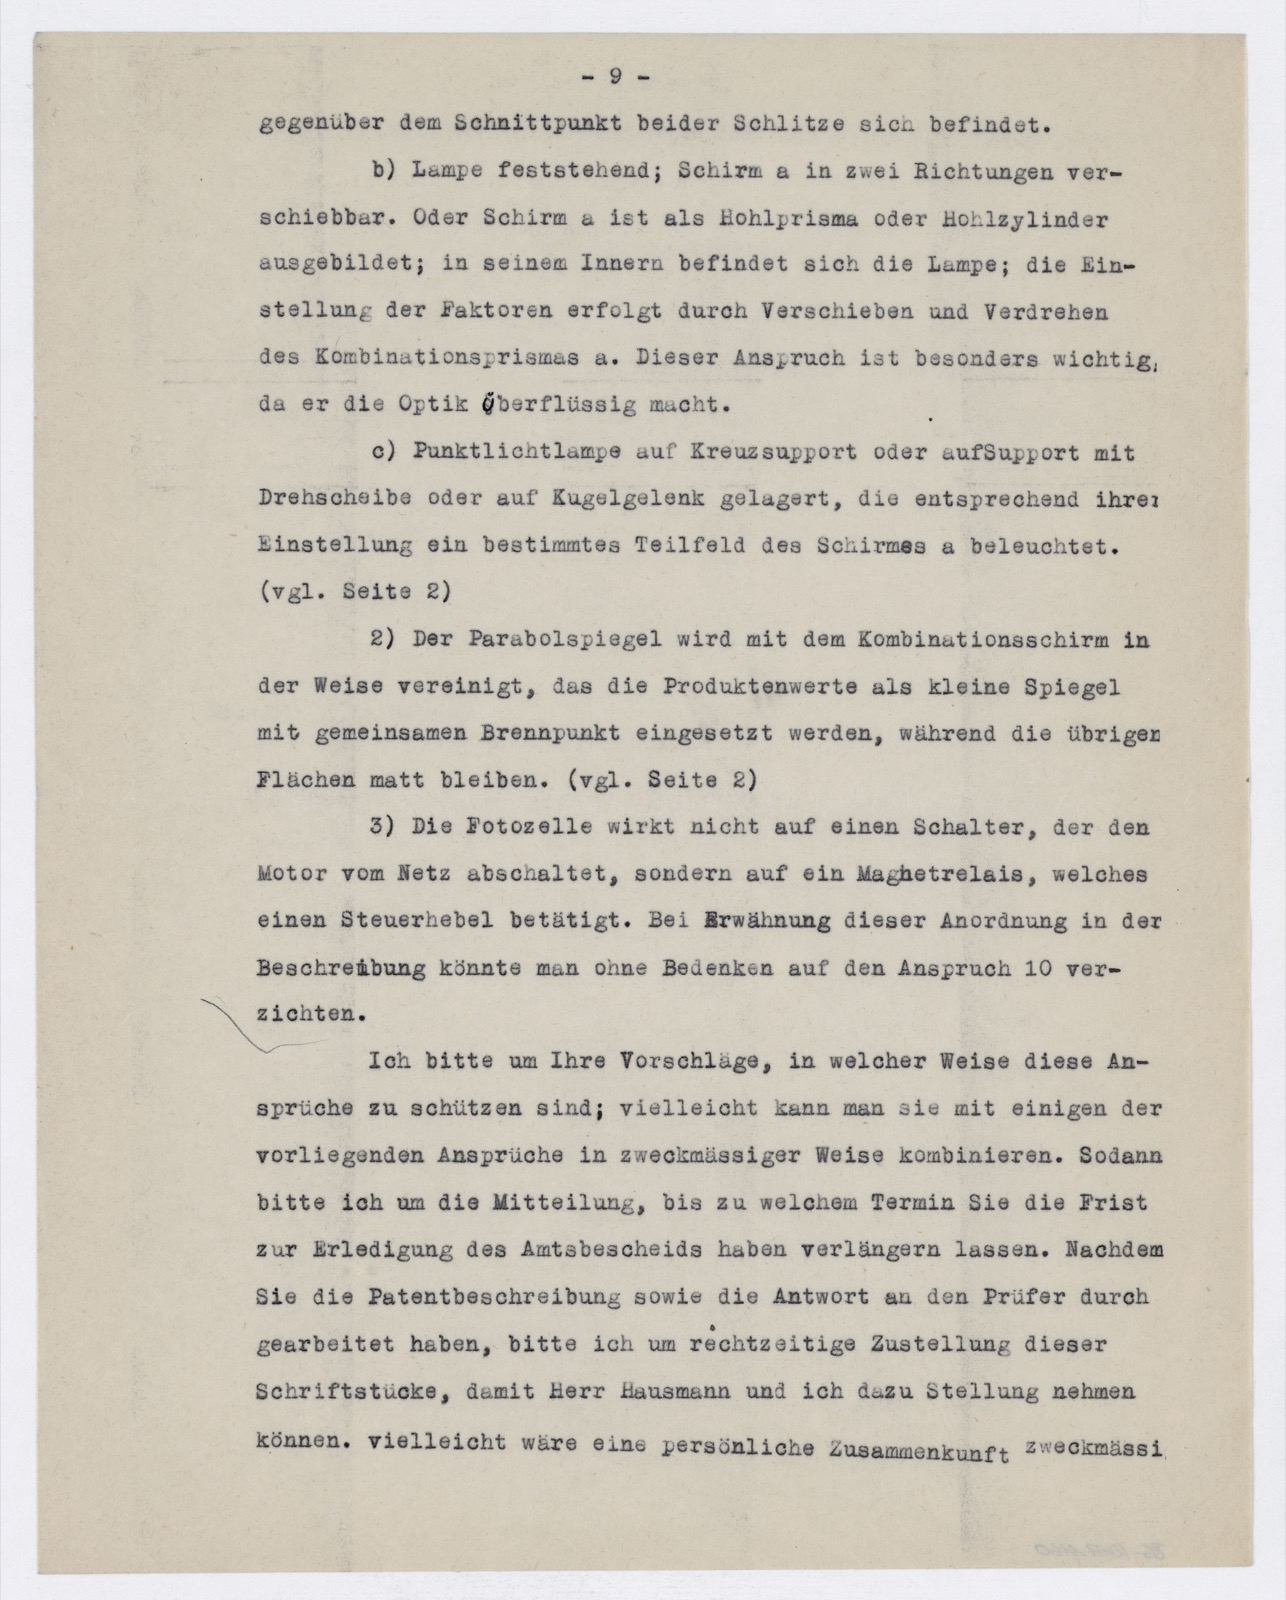 - 9 -
gegenüber dem Schnittpunkt beider Schlitze sich befindet.
b) Lampe feststehend; Schirm a in zwei Richtungen ver-
schiebbar. Oder Schirm a ist als Hohlprisma oder Hohlzylinder
ausgebildet; in seinem Innern befindet sich die Lampe; die Ein-
stellung der Faktoren erfolgt durch Verschieben und Verdrehen
des Kombinationsprismas a. Dieser Anspruch ist besonders wichtig,
da er die Optik überflüssig macht.
c) Punktlichtlampe auf Kreuzsupport oder aufSupport mit
Drehscheibe oder auf Kugelgelenk gelagert, die entsprechend ihrer
Einstellung ein bestimmtes Teilfeld des Schirmes a beleuchtet.
(vgl. Seite 2)
2) Der Parabolspiegel wird mit dem Kombinationsschirm in
der Weise vereinigt, das die Produktenwerte als kleine Spiegel
mit gemeinsamen Brennpunkt eingesetzt werden, während die übrigen
Flächen matt bleiben. (vgl. Seite 2)
3) Die Fotozelle wirkt nicht auf einen Schalter, der den
Motor vom Netz abschaltet, sondern auf ein Magnetrelais, welches
einen Steuerhebel betätigt. Bei Erwähnung dieser Anordnung in der
Beschreibung könnte man ohne Bedenken auf den Anspruch 10 ver-
zichten.
Ich bitte um Ihre Vorschläge, in welcher Weise diese An-
sprüche zu schützen sind; vielleicht kann man sie mit einigen der
vorliegenden Ansprüche in zweckmässiger Weise kombinieren. Sodann
bitte ich um die Mitteilung, bis zu welchem Termin Sie die Frist
zur Erledigung des Amtsbescheids haben verlängern lassen. Nachdem
Sie die Patentbeschreibung sowie die Antwort an den Prüfer durch
gearbeitet haben, bitte ich um rechtzeitige Zustellung dieser
Schriftstücke, damit Herr Hausmann und ich dazu Stellung nehmen
können. vielleicht wäre eine persönliche Zusammenkunft zweckmässi